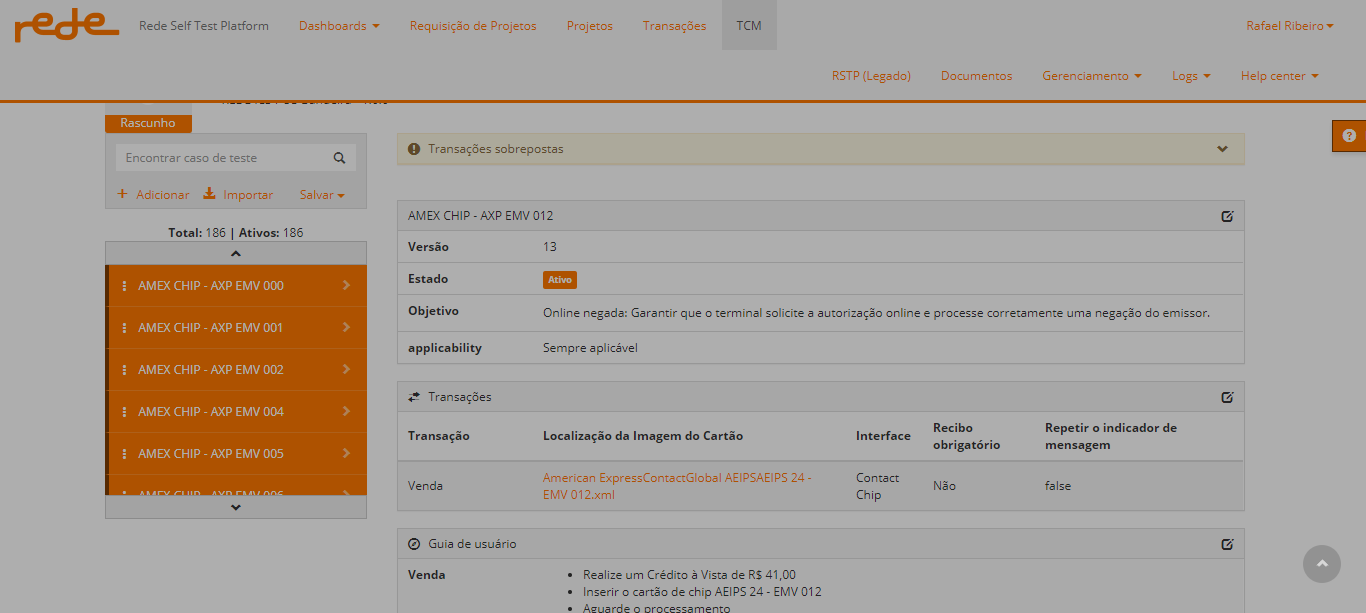 rede Rede Self Test Platform Dashboards Requisição de Projetos Projetos Transações TCM Rafael Ribeiro
RSTP (Legado) Documentos Gerenciamento Logs Help center
Rascunho
Encontrar caso de teste
Adicionar Importar Salvar
Total: 186 | Ativos: 186
AMEX CHIP - AXP EMV 000
AMEX CHIP - AXP EMV 001
AMEX CHIP - AXP EMV 002
AMEX CHIP - AXP EMV 004
AMEX CHIP - AXP EMV 005
AMEX CHIP - AXP EMV 006
Transações sobrepostas
AMEX CHIP - AXP EMV 012
Versão 13
Estado Ativo
Objetivo Online negada: Garantir que o terminal solicite a autorização online e processe corretamente uma negação do emissor.
applicability Sempre aplicável
Transações
Transação Localização da Imagem do Cartão Interface Recibo obrigatório Repetir o indicador de mensagem
Venda American ExpressContactGlobal AEIPSAEIPS 24 - EMV 012.xml Contact Chip Não false
Guia de usuário
Venda
Realize um Crédito à Vista de R$ 41,00
Inserir o cartão de chip AEIPS 24 - EMV 012
Aguarde o processamento